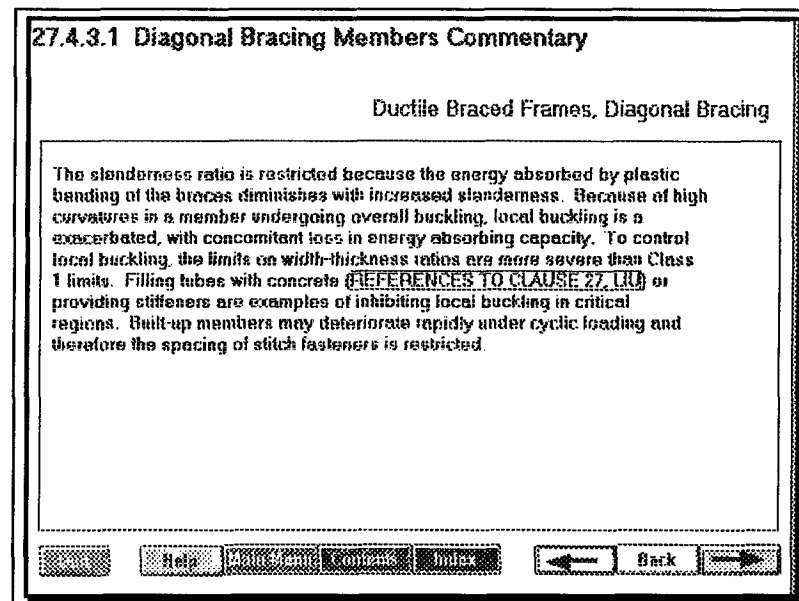 27.4.3.1 Diagonal Bracing Members Commentary
Ductile Braced Frames, Diagonal Bracing
The slenderness ratio is restricted because the energy absorbed by plastic
bending of the braces diminishes with increased slenderness. Because of high
curvatures in a member undergoing overall buckling, local buckling is a
exacerbated, with concomitant loss in energy absorbing capacity. To control
local buckling, the limits on width-thickness ratios are more severe than Class
1 limits. Filling tubes with concrete (REFERENCES TO CLAUSE 27, LIU) or
providing stiffeners are examples of inhibiting local buckling in critical
regions. Built-up members may deteriorate rapidly under cyclic loading and
therefore the spacing of stitch fasteners is restricted.
Help Main Menu Contents Index Back